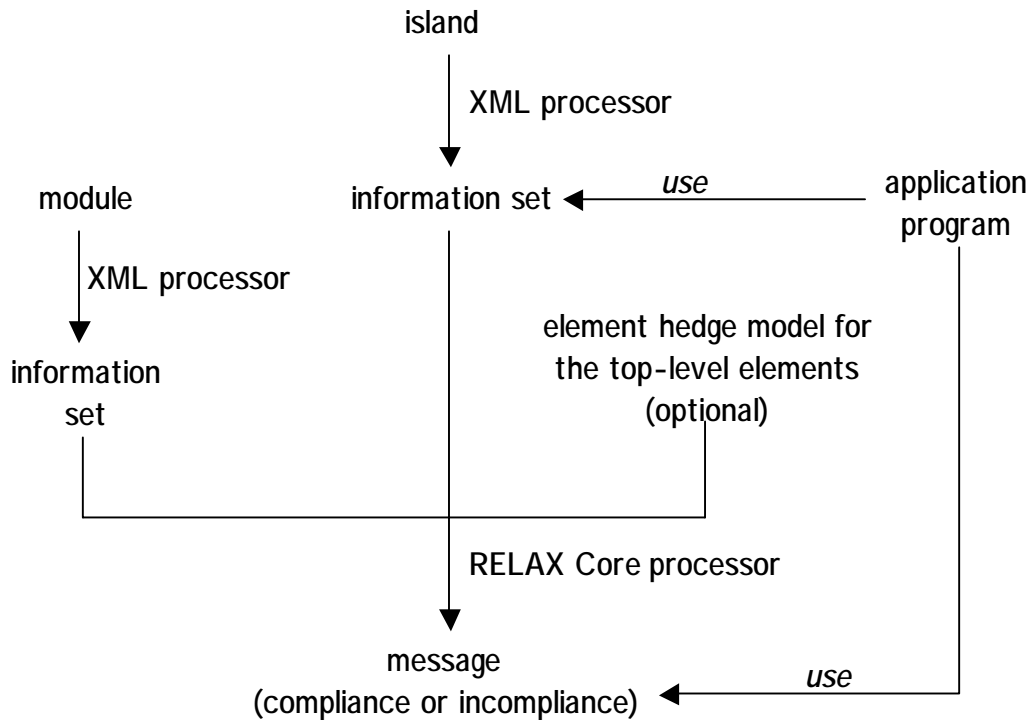 island
XML processor
module
information set
use
application
program
XML processor
information
set
element hedge model for
the top-level elements
(optional)
RELAX Core processor
message
(compliance or incompliance)
use